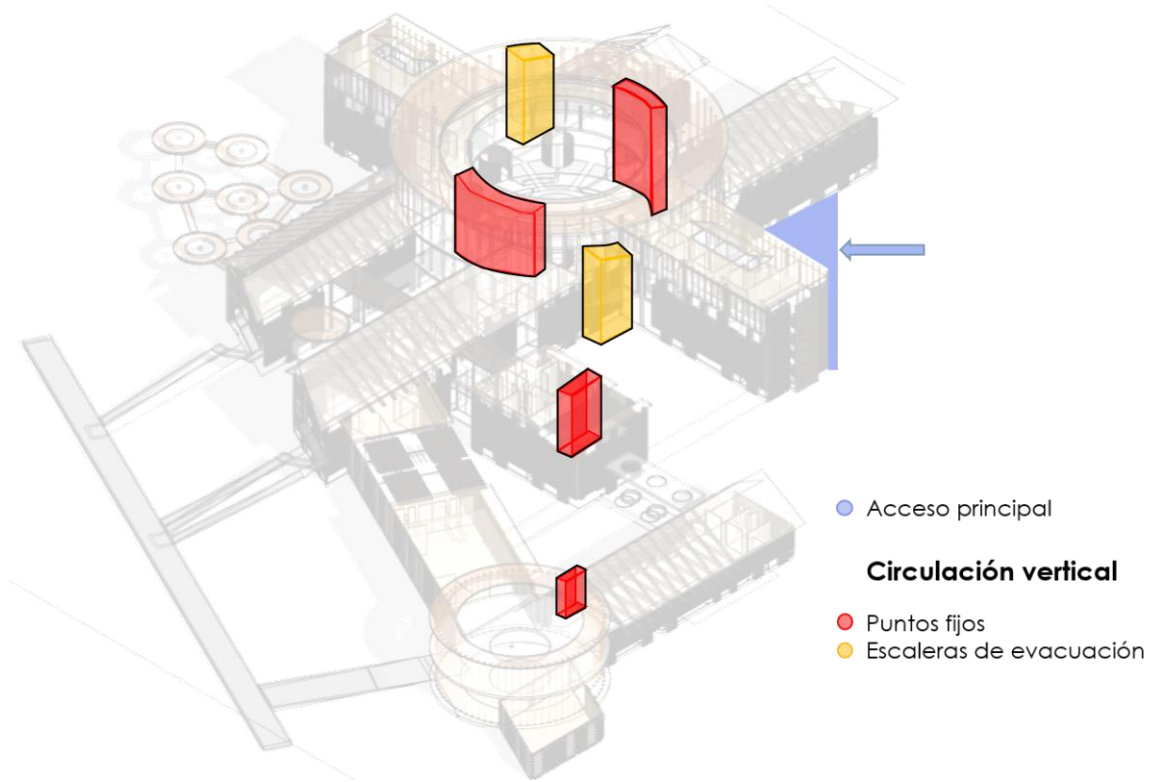 Acceso principal
Circulación vertical
Puntos fijos
Escaleras de evacuación